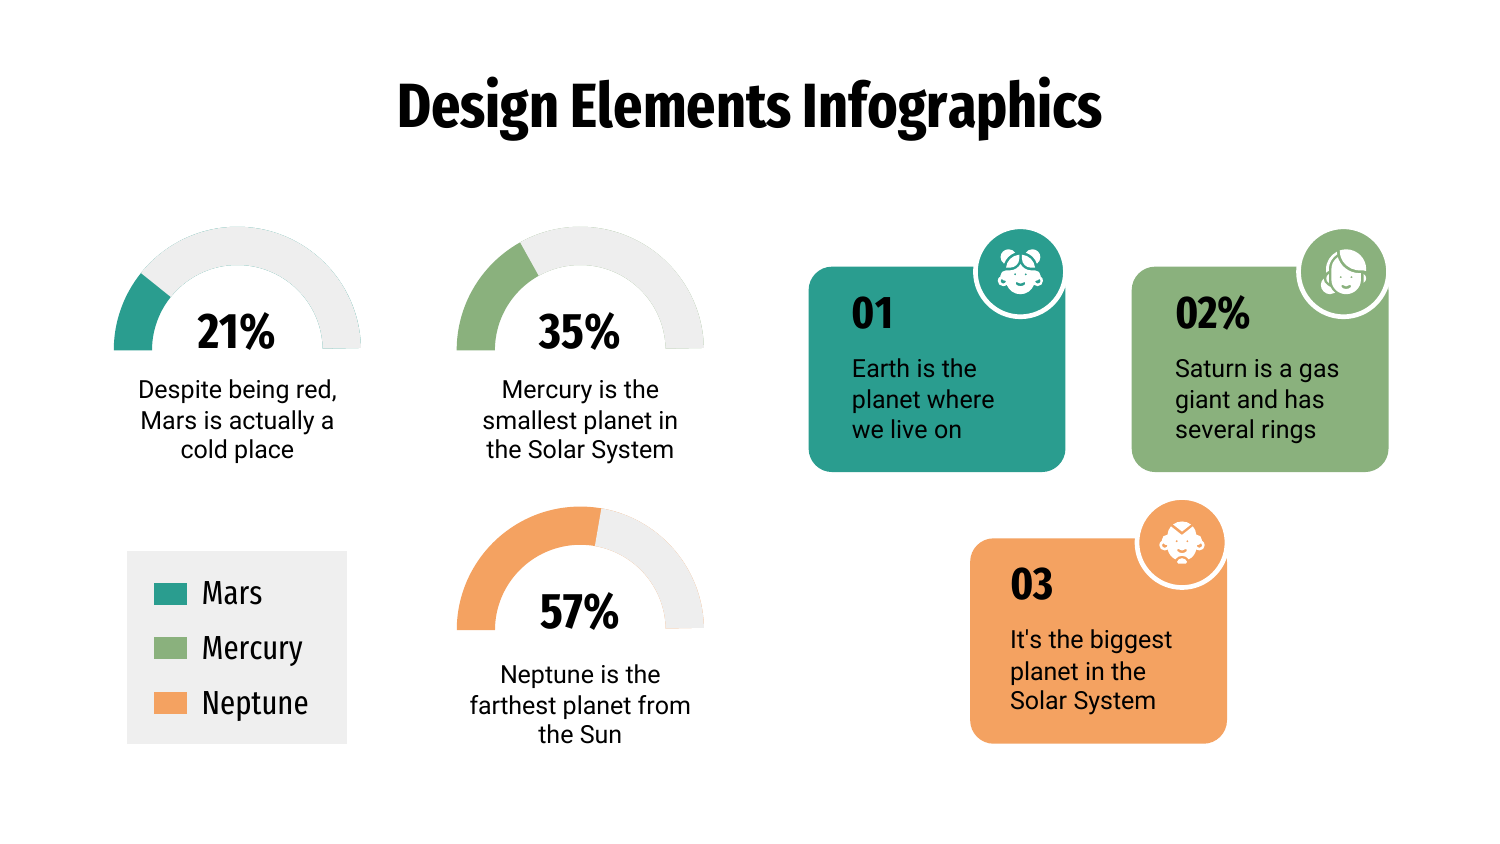 Design Elements Infographics
21%
Despite being red,
Mars is actually a
cold place
35%
Mercury is the
smallest planet in
the Solar System
57%
Neptune is the
farthest planet from
the Sun
Mars
Mercury
Neptune
01
Earth is the
planet where
we live on
02%
Saturn is a gas
giant and has
several rings
03
It's the biggest
planet in the
Solar System